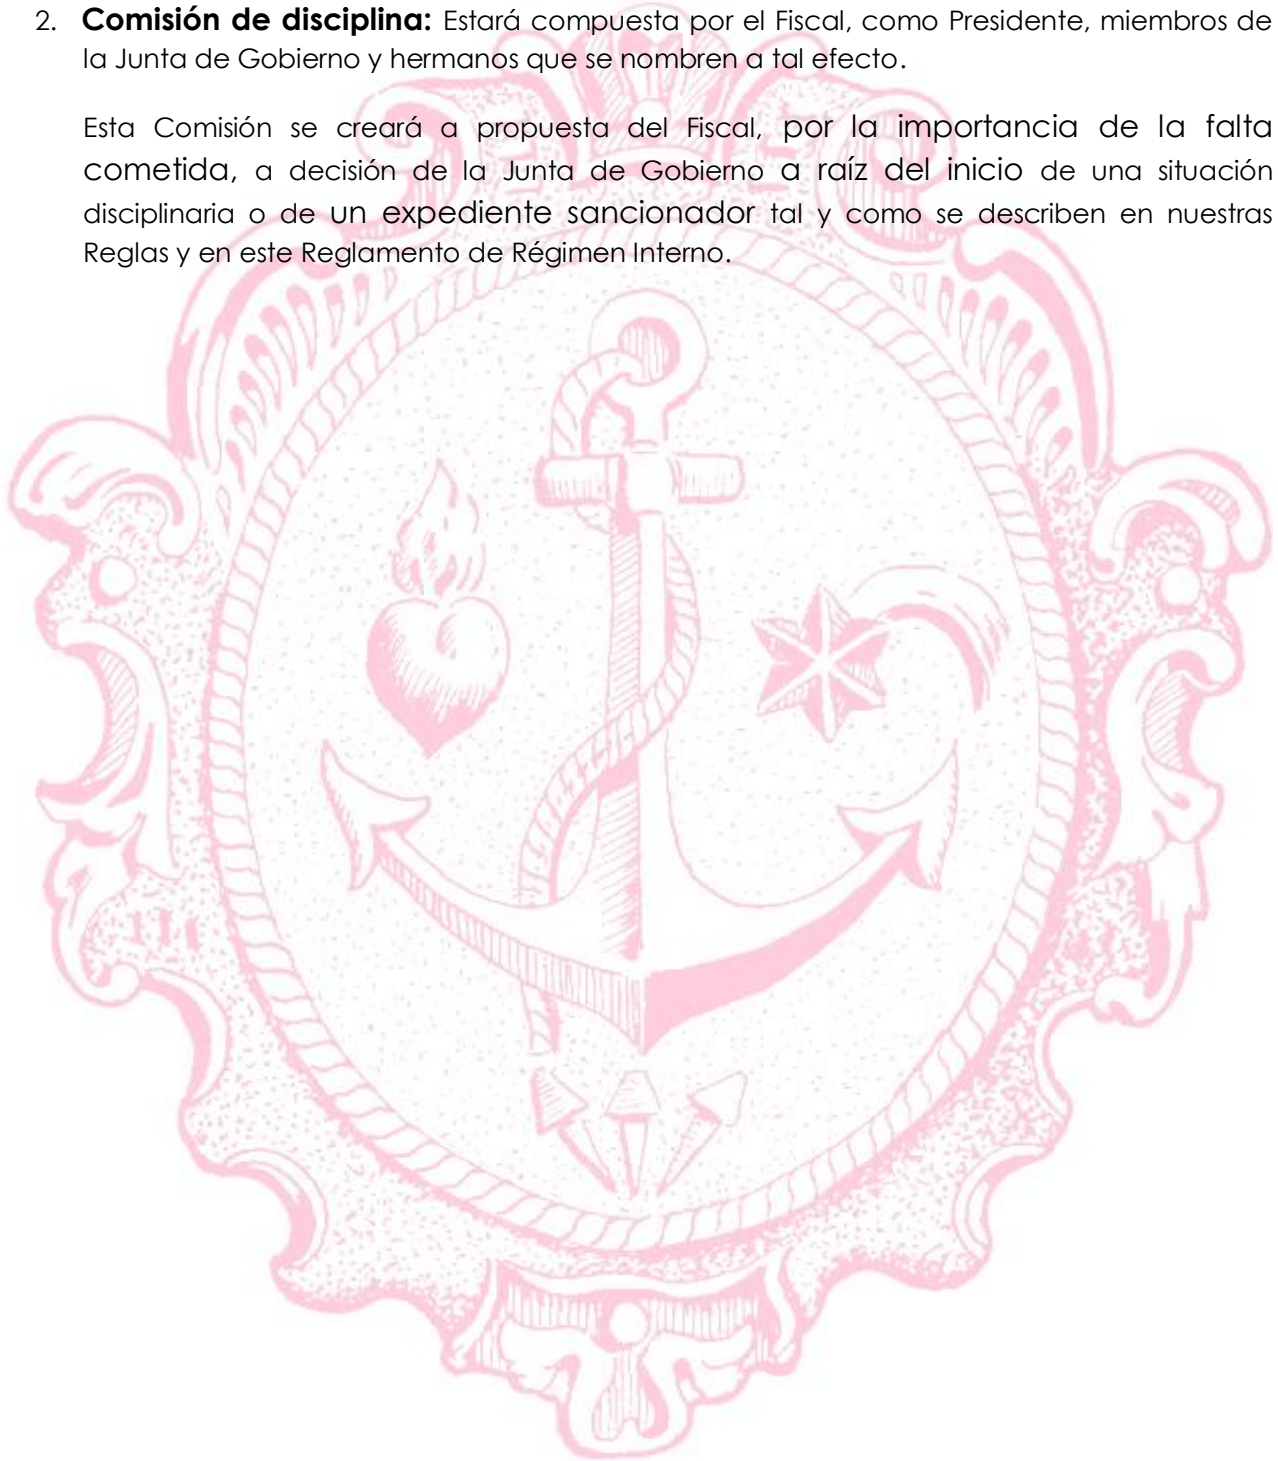 2. Comisión de disciplina: Estará compuesta por el Fiscal, como Presidente, miembros de
la Junta de Gobierno y hermanos que se nombren a tal efecto.
Esta Comisión se creará a propuesta del Fiscal, por la importancia de la falta
cometida, a decisión de la Junta de Gobierno a raíz del inicio de una situación
disciplinaria o de un expediente sancionador tal y como se describen en nuestras
Reglas y en este Reglamento de Régimen Interno.